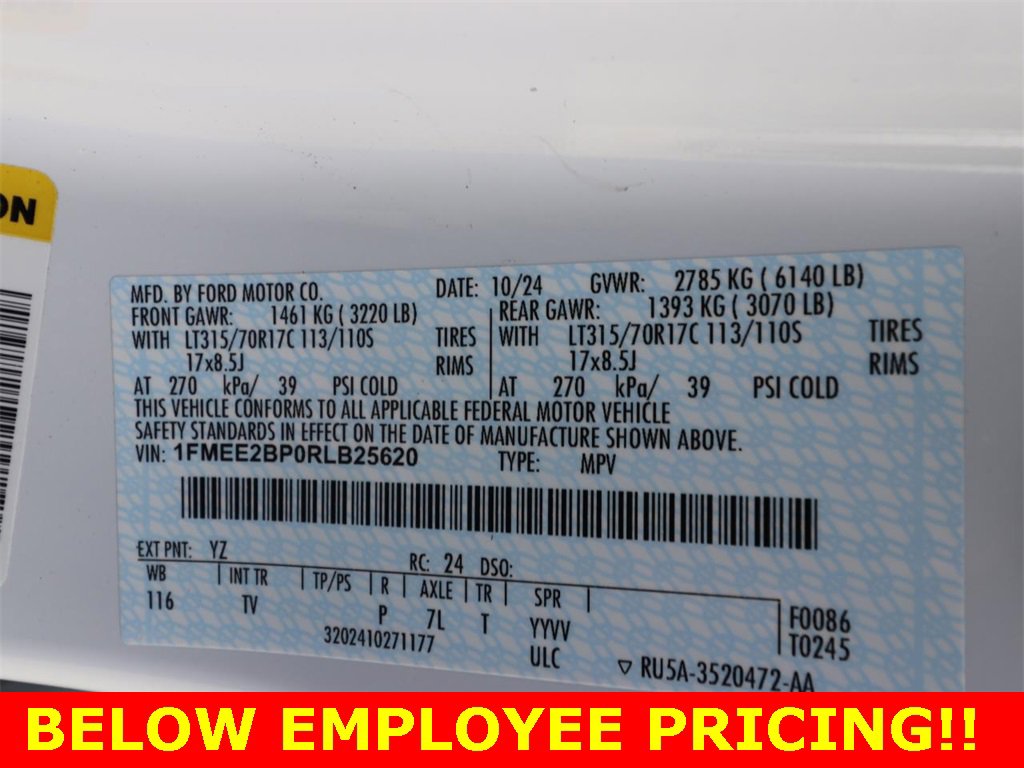 ON
MFD. BY FORD MOTOR CO. DATE: 10/24 GVWR: 2785 KG ( 6140 LB)
FRONT GAWR: 1461 KG ( 3220 LB) REAR GAWR: 1393 KG ( 3070 LB)
WITH LT315/70R17C 113/110S TIRES WITH LT315/70R17C 113/110S TIRES
17x8.5J RIMS 17x8.5J RIMS
AT 270 kPa/ 39 PSI COLD AT 270 kPa/ 39 PSI COLD
THIS VEHICLE CONFORMS TO ALL APPLICABLE FEDERAL MOTOR VEHICLE
SAFETY STANDARDS IN EFFECT ON THE DATE OF MANUFACTURE SHOWN ABOVE.
VIN: 1FMEE2BP0RLB25620 TYPE: MPV
EXT PNT: YZ RC: 24 DSO:
WB INT TR TP/PS R AXLE TR SPR
116 TV P 7L T YYVV F0086
3202410271177 ULC T0245
RU5A-3520472-AA
BELOW EMPLOYEE PRICING!!